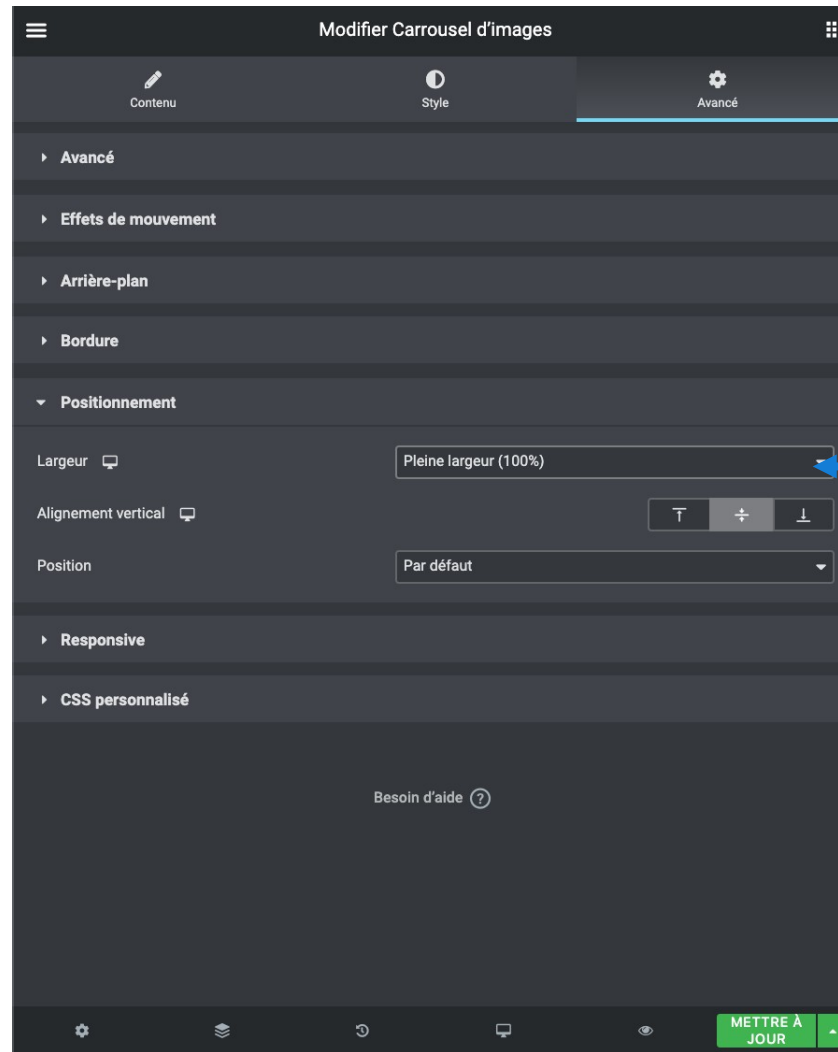 Modifier Carrousel d’images
Contenu
Style
Avancé
Avancé
Effets de mouvement
Arrière-plan
Bordure
Positionnement
Largeur
Pleine largeur (100%)
Alignement vertical
Position
Par défaut
Responsive
CSS personnalisé
Besoin d’aide ?
METTRE À
JOUR